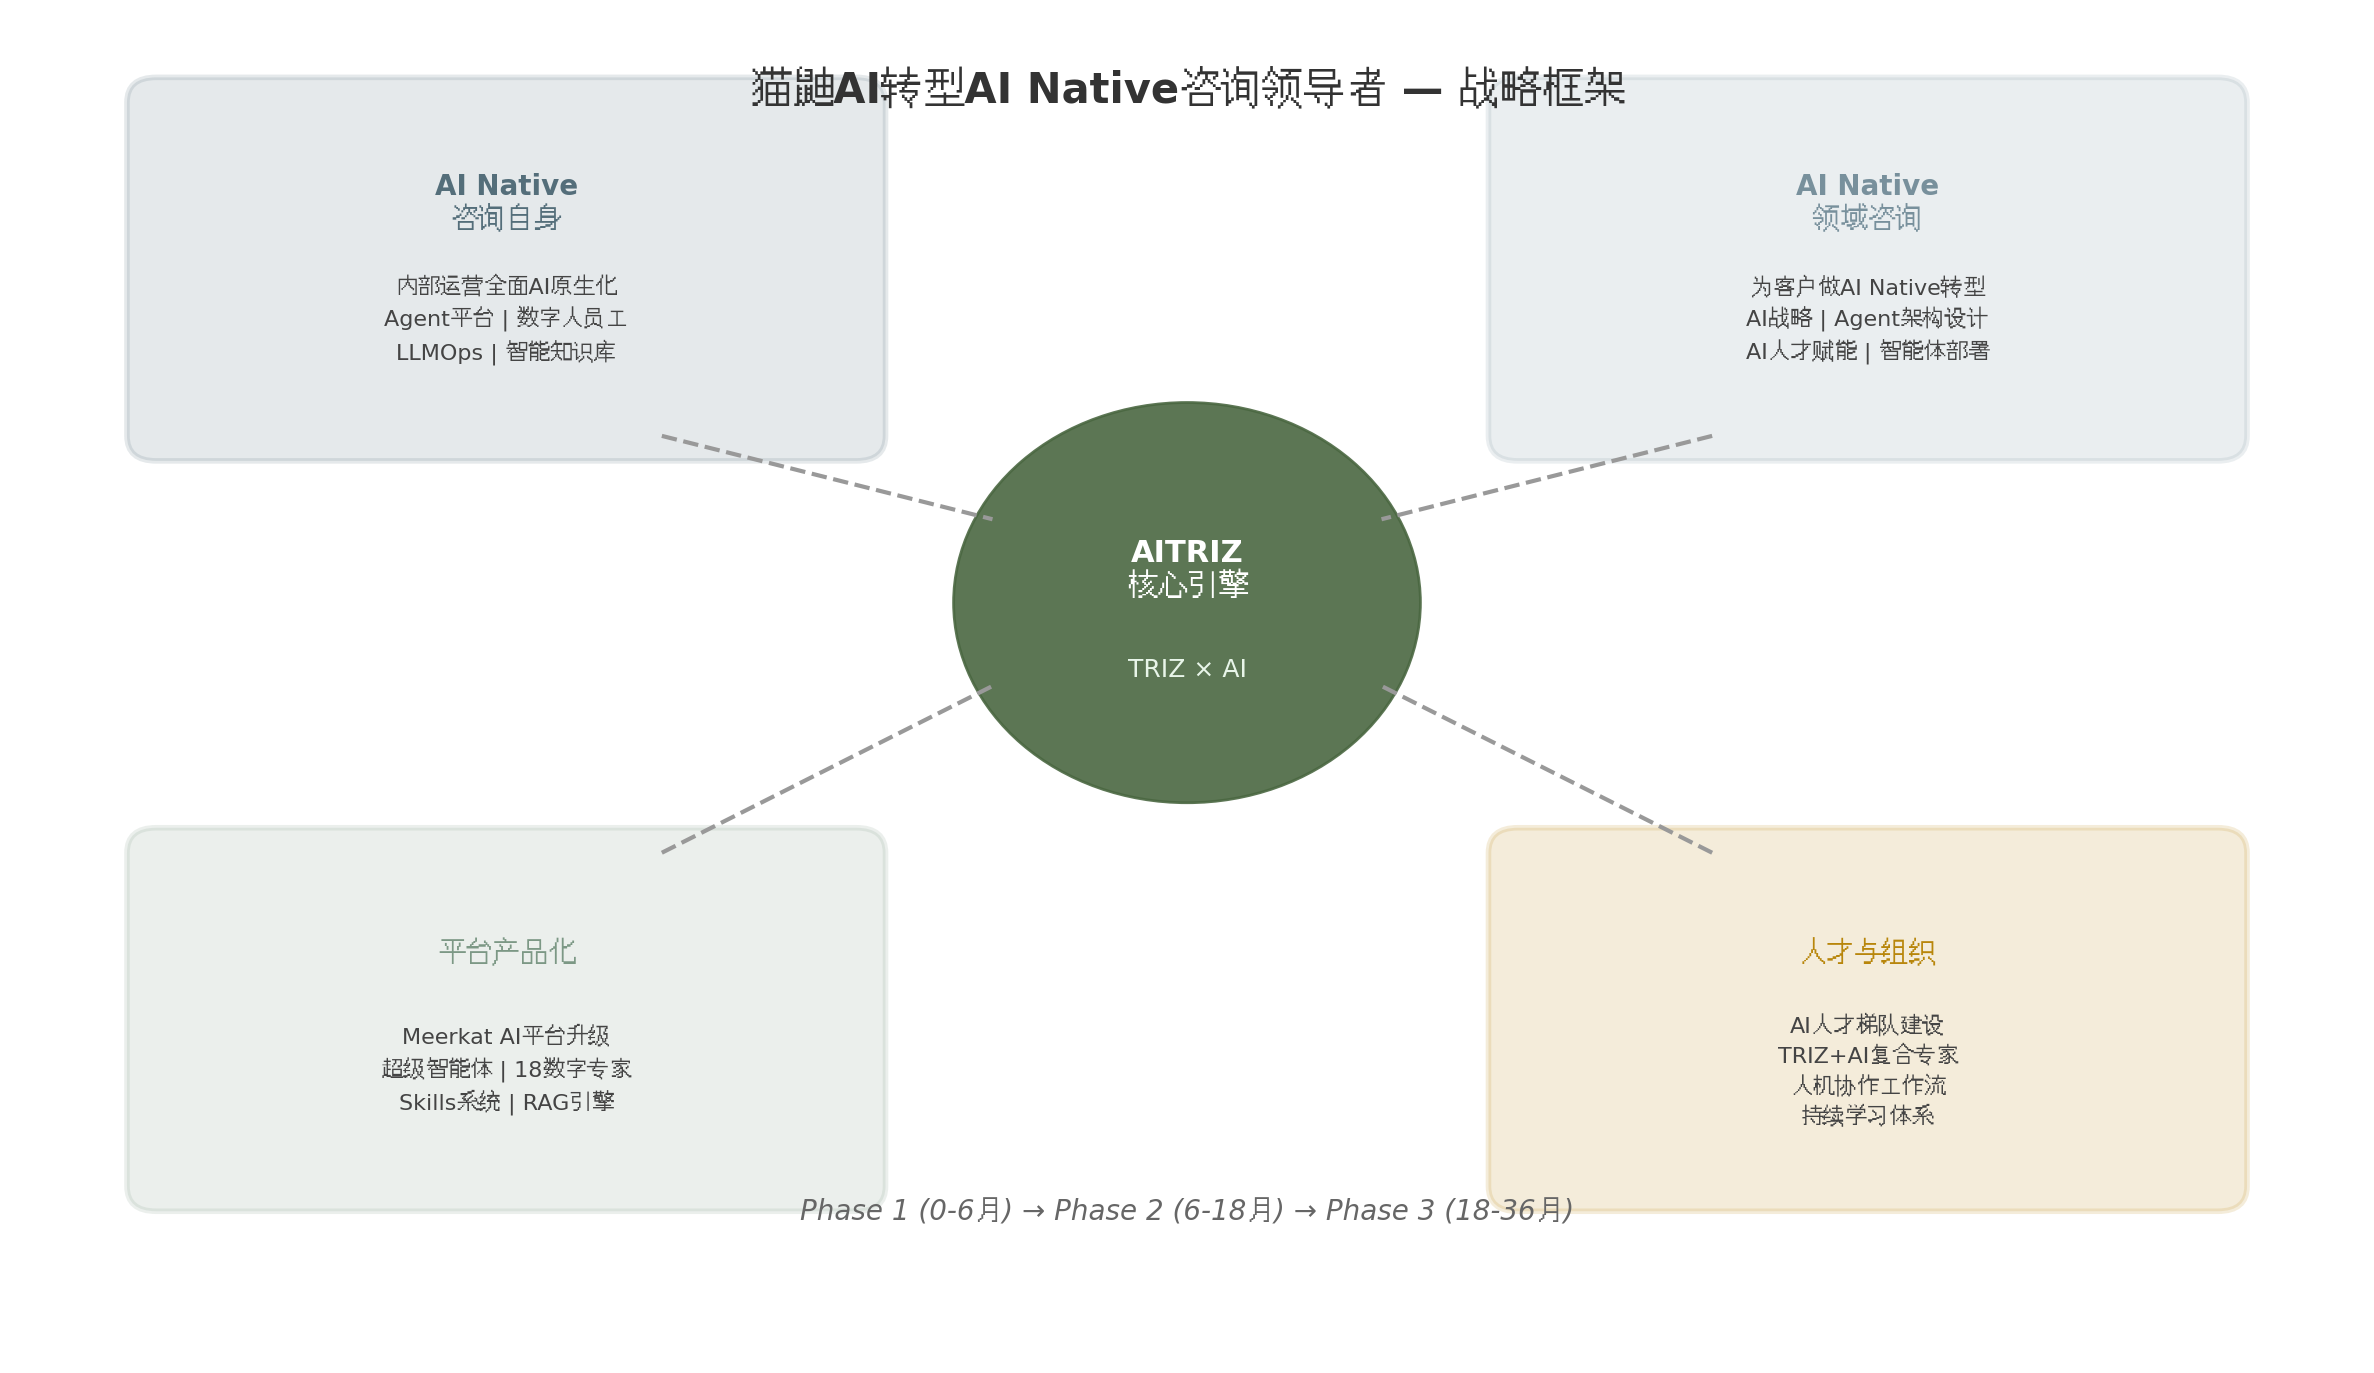 猫鼬AI转型AI Native咨询领导者 — 战略框架
AI Native
咨询自身
内部运营全面AI原生化
Agent平台 | 数字人员工
LLMOps | 智能知识库
AI Native
领域咨询
为客户做AI Native转型
AI战略 | Agent架构设计
AI人才赋能 | 智能体部署
AITRIZ
核心引擎
TRIZ × AI
平台产品化
Meerkat AI平台升级
超级智能体 | 18数字专家
Skills系统 | RAG引擎
人才与组织
AI人才梯队建设
TRIZ+AI复合专家
人机协作工作流
持续学习体系
Phase 1 (0-6月) → Phase 2 (6-18月) → Phase 3 (18-36月)